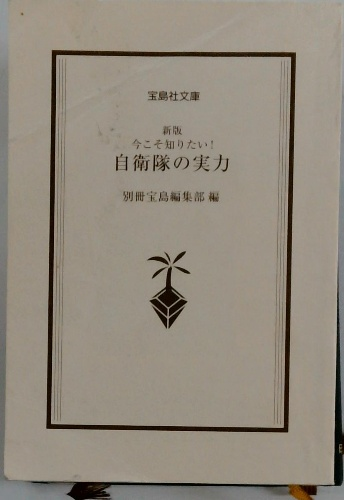 宝島社文庫
新版
今こそ知りたい!
自衛隊の実力
別冊宝島編集部 編